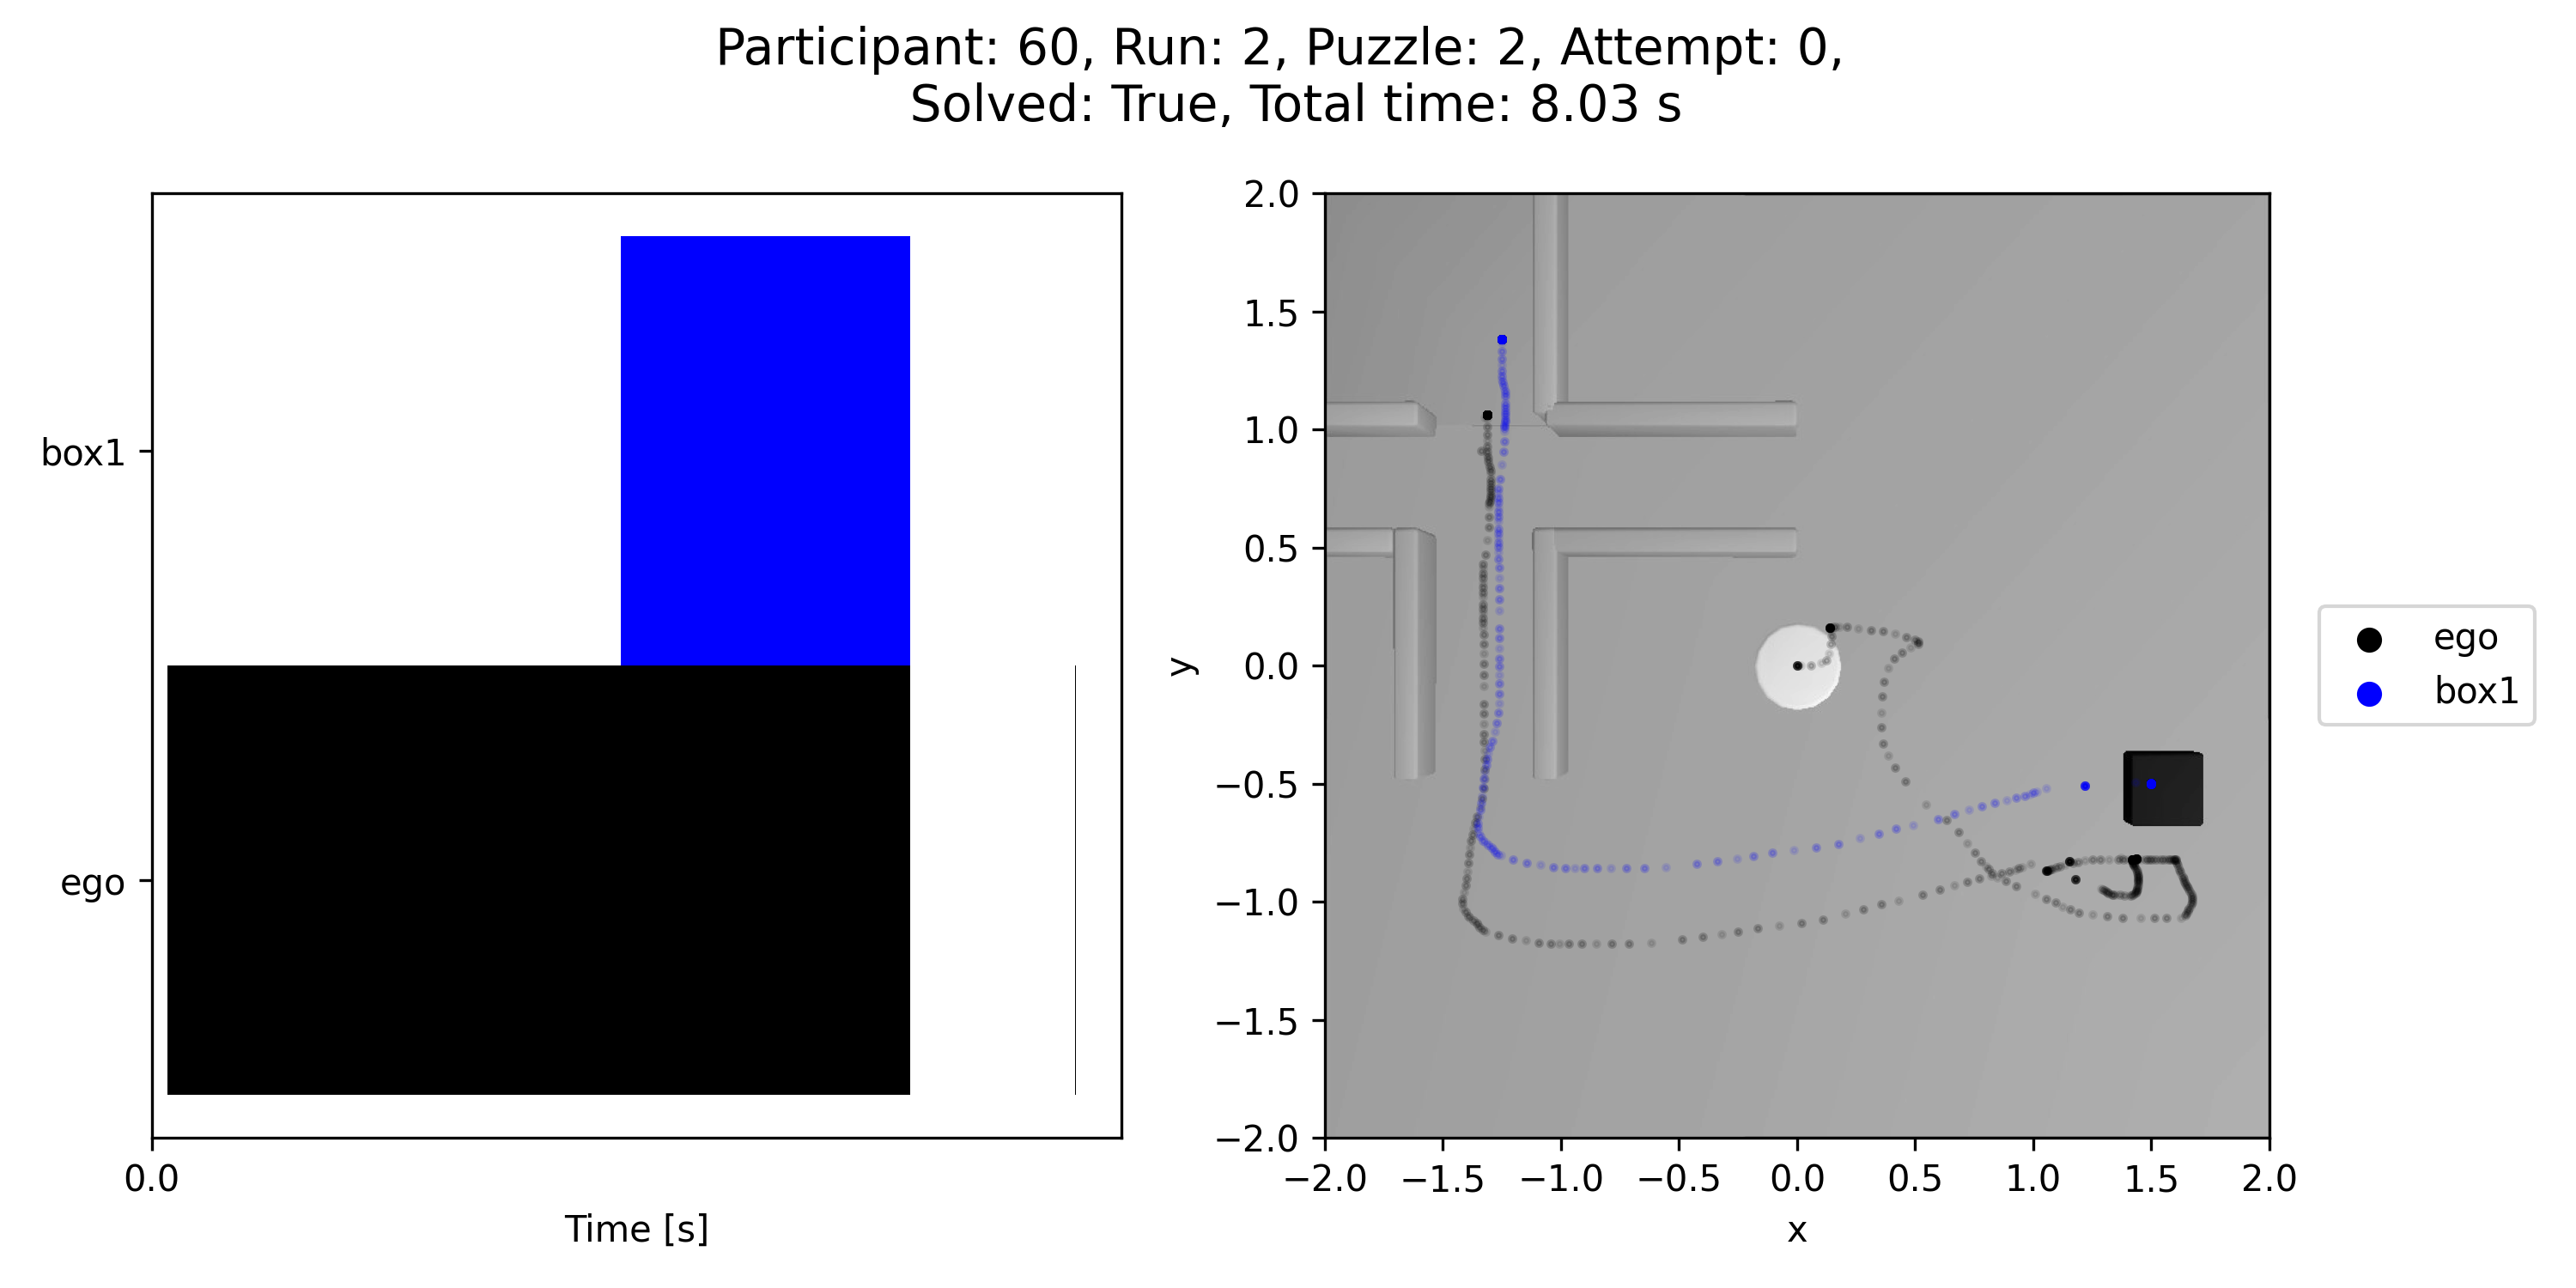 Participant: 60, Run: 2, Puzzle: 2, Attempt: 0,
Solved: True, Total time: 8.03 s
box1
ego
0.0
Time [s]
2.0
1.5
1.0
0.5
0.0
−0.5
−1.0
−1.5
−2.0
y
−2.0 −1.5 −1.0 −0.5 0.0 0.5 1.0 1.5 2.0
x
ego
box1